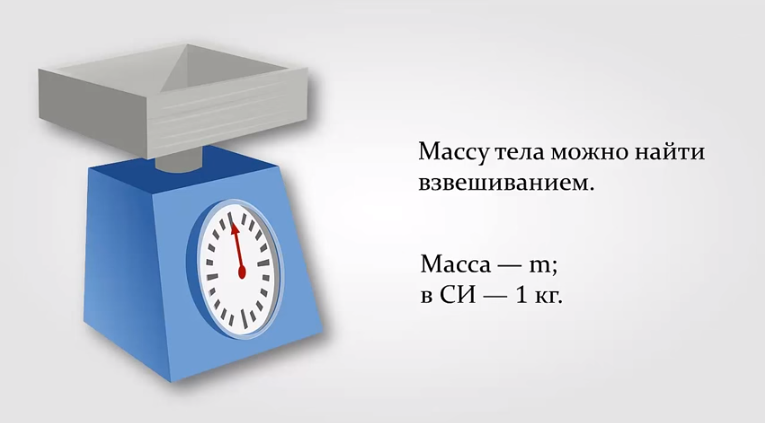 Массу тела можно найти
взвешиванием.
Масса — m;
в СИ — 1 кг.